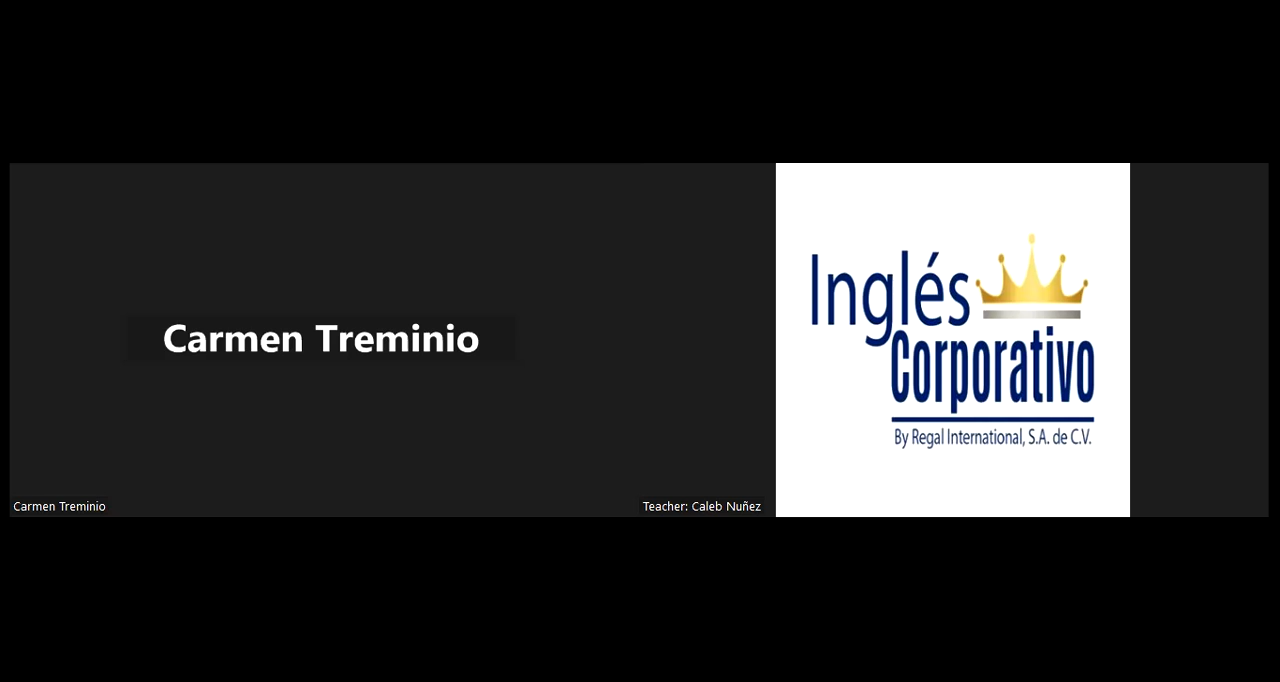 Carmen Treminio
Carmen Treminio
Teacher: Caleb Nuñez
Inglés
Corporativo
By Regal International, S.A. de C.V.